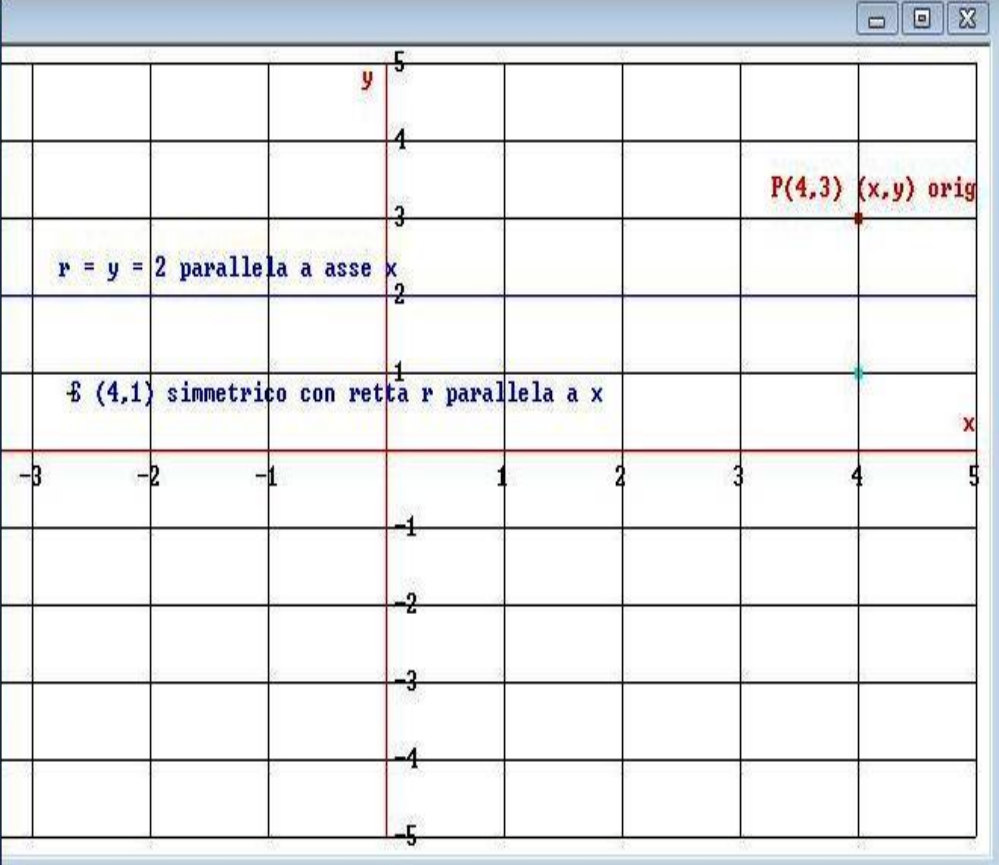 5
y
4
P(4,3) (x,y) orig
3
r = y = 2 parallela a asse x
2
1
(4,1) simmetrico con retta r parallela a x
x
-3 -2 -1 1 2 3 4 5
-1
-2
-3
-4
-5